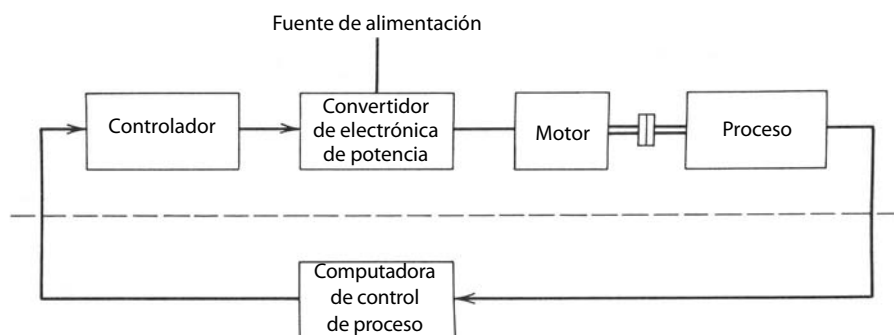 Fuente de alimentación
Controlador
Convertidor
de electrónica
de potencia
Motor
Proceso
Computadora
de control
de proceso